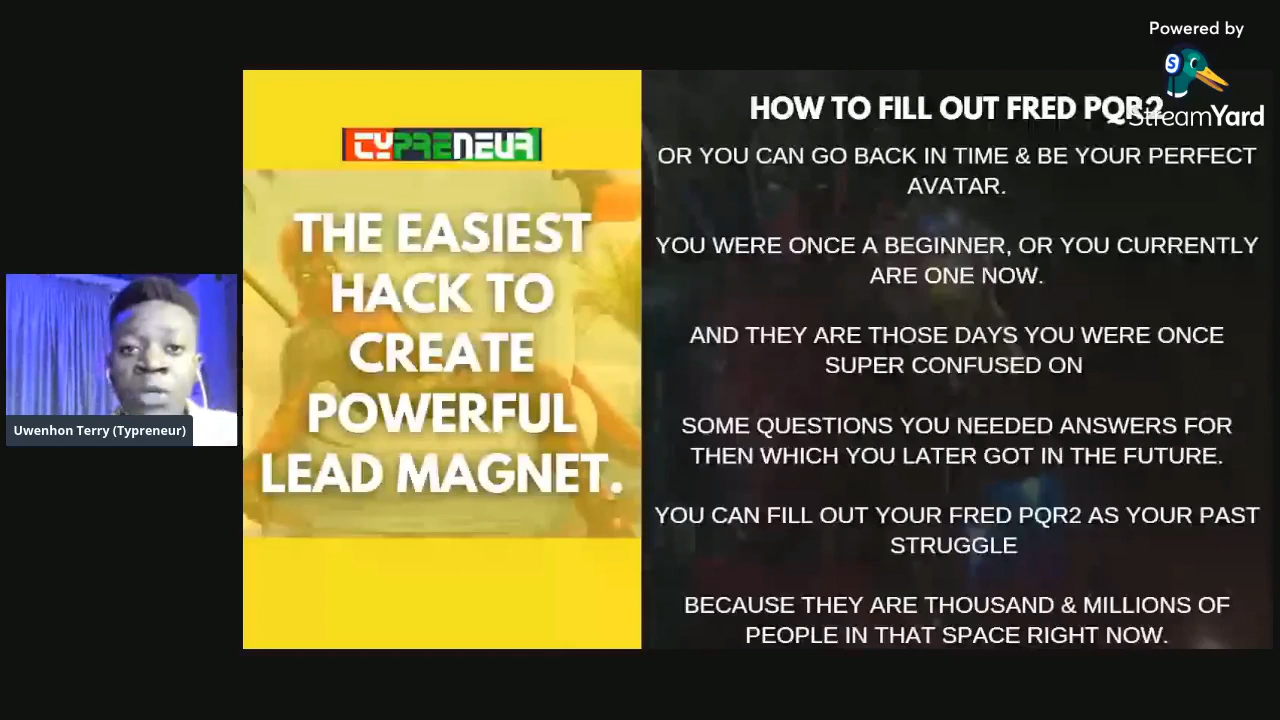 Powered by
StreamYard
TYPRENEUR
THE EASIEST
HACK TO
CREATE
POWERFUL
LEAD MAGNET.
Uwenhon Terry (Typreneur)
HOW TO FILL OUT FRED PQR2
OR YOU CAN GO BACK IN TIME & BE YOUR PERFECT
AVATAR.
YOU WERE ONCE A BEGINNER, OR YOU CURRENTLY
ARE ONE NOW.
AND THEY ARE THOSE DAYS YOU WERE ONCE
SUPER CONFUSED ON
SOME QUESTIONS YOU NEEDED ANSWERS FOR
THEN WHICH YOU LATER GOT IN THE FUTURE.
YOU CAN FILL OUT YOUR FRED PQR2 AS YOUR PAST
STRUGGLE
BECAUSE THEY ARE THOUSAND & MILLIONS OF
PEOPLE IN THAT SPACE RIGHT NOW.